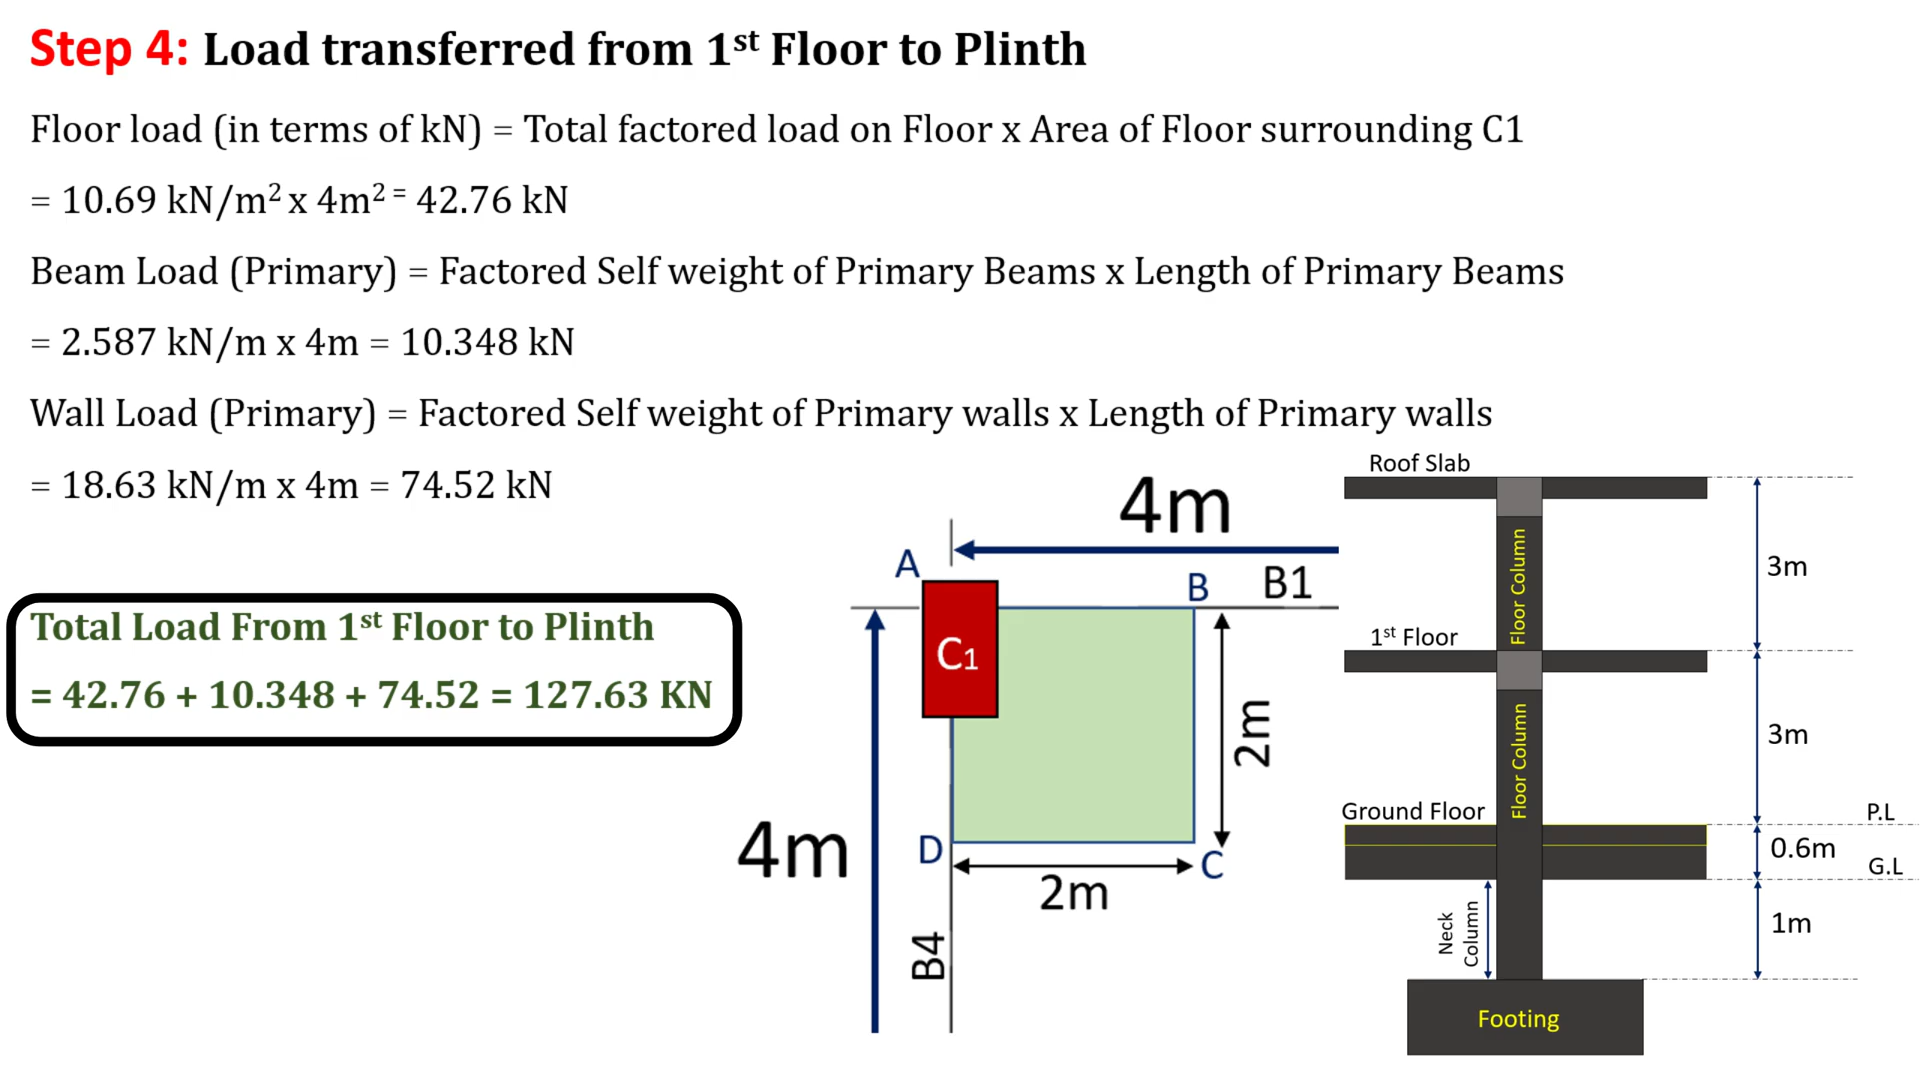 Step 4: Load transferred from 1st Floor to Plinth
Floor load (in terms of kN) = Total factored load on Floor x Area of Floor surrounding C1
= 10.69 kN/m² x 4m² = 42.76 kN
Beam Load (Primary) = Factored Self weight of Primary Beams x Length of Primary Beams
= 2.587 kN/m x 4m = 10.348 kN
Wall Load (Primary) = Factored Self weight of Primary walls x Length of Primary walls
= 18.63 kN/m x 4m = 74.52 kN
Total Load From 1st Floor to Plinth
= 42.76 + 10.348 + 74.52 = 127.63 KN
4m
A
B
B1
C1
2m
4m
D
C
2m
B4
Roof Slab
Floor Column
3m
1st Floor
Floor Column
3m
Ground Floor
P.L
0.6m
G.L
Neck
Column
1m
Footing